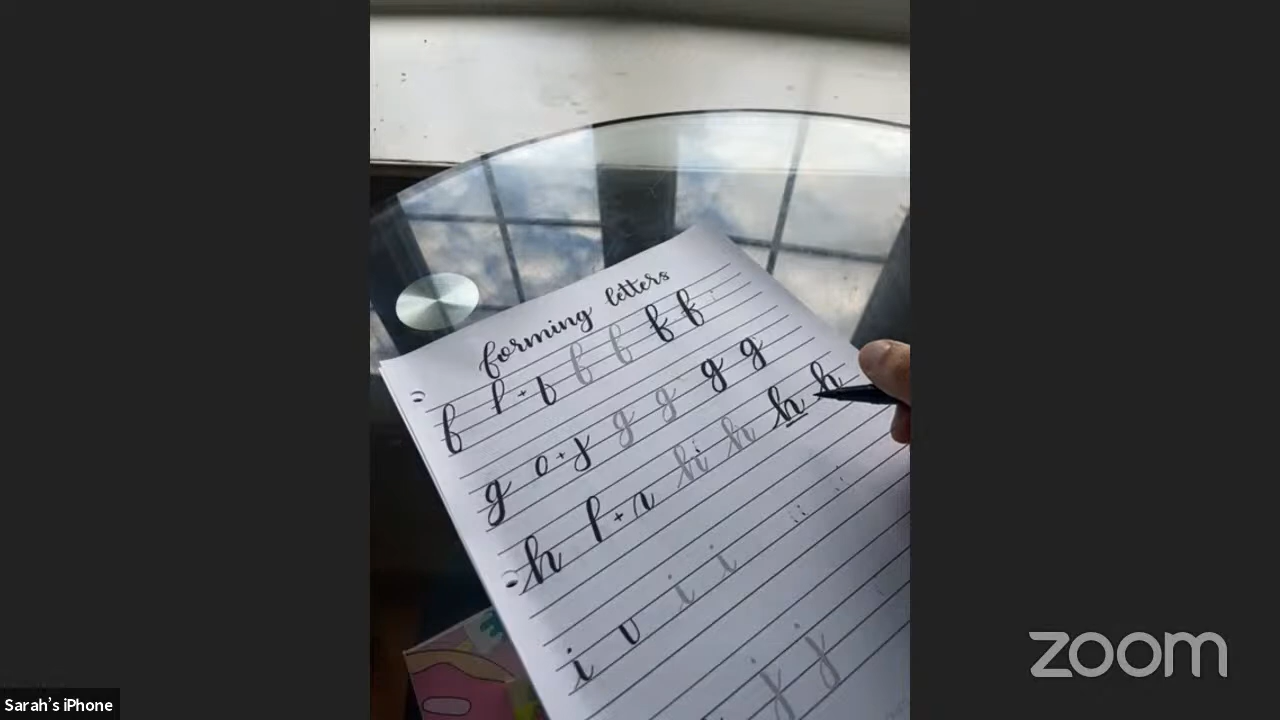 forming letters
f l + f f f f f
g o + j g g g g
h l + n h h h h
i ι i i
j j
Sarah's iPhone
zoom